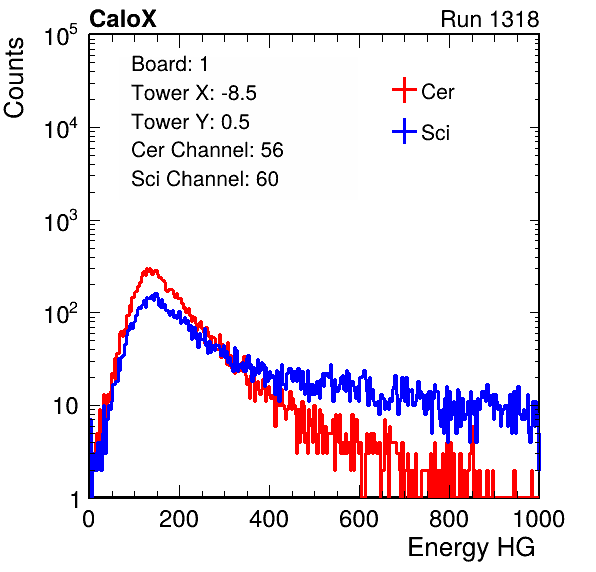 CaloX Run 1318
Counts
10^5
10^4
10^3
10^2
10
1
Board: 1
Tower X: -8.5
Tower Y: 0.5
Cer Channel: 56
Sci Channel: 60
Cer
Sci
0 200 400 600 800 1000
Energy HG